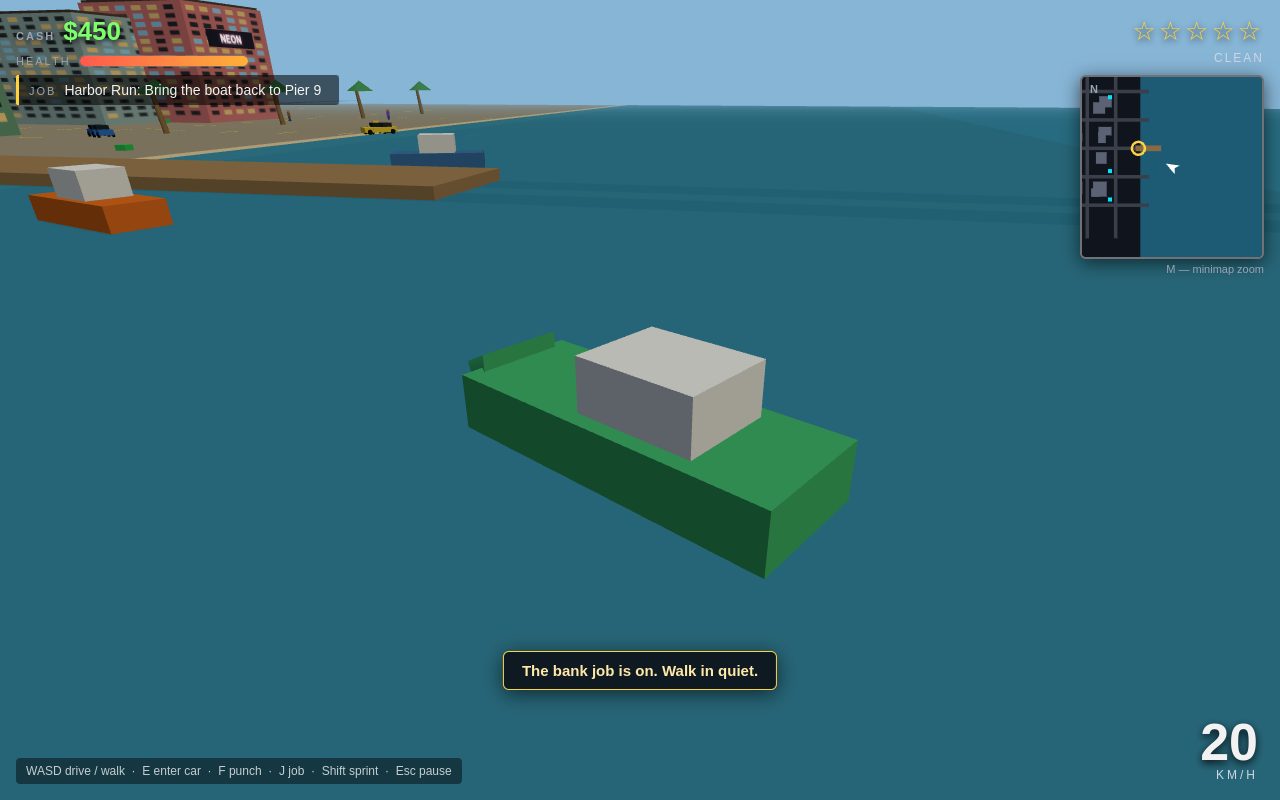 CASH $450
HEALTH
JOB Harbor Run: Bring the boat back to Pier 9
NEON
☆☆☆☆☆
CLEAN
N
M — minimap zoom
The bank job is on. Walk in quiet.
WASD drive / walk · E enter car · F punch · J job · Shift sprint · Esc pause
20
KM/H